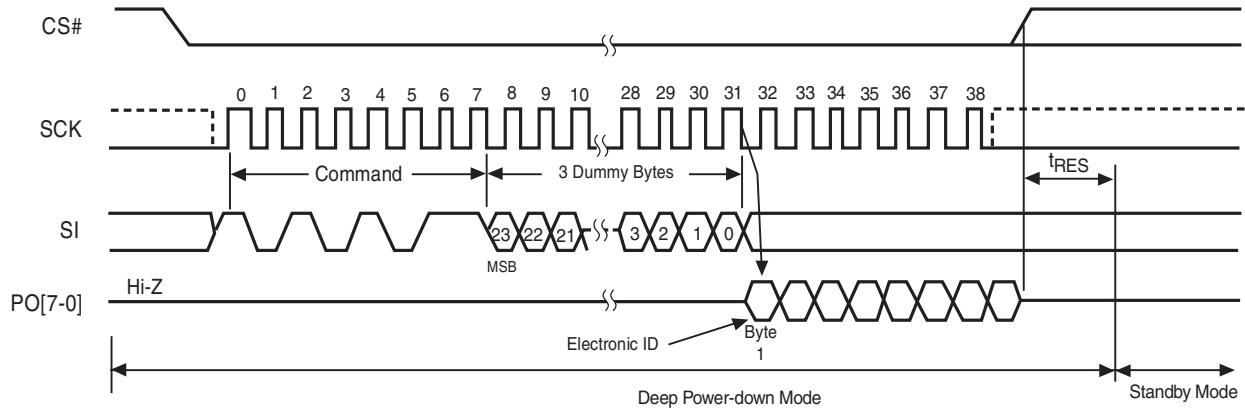 CS#
0 1 2 3 4 5 6 7 8 9 10 28 29 30 31 32 33 34 35 36 37 38
SCK
tRES
Command 3 Dummy Bytes
SI
23 22 21 3 2 1 0
MSB
Hi-Z
PO[7-0]
Electronic ID
Byte
1
Deep Power-down Mode
Standby Mode